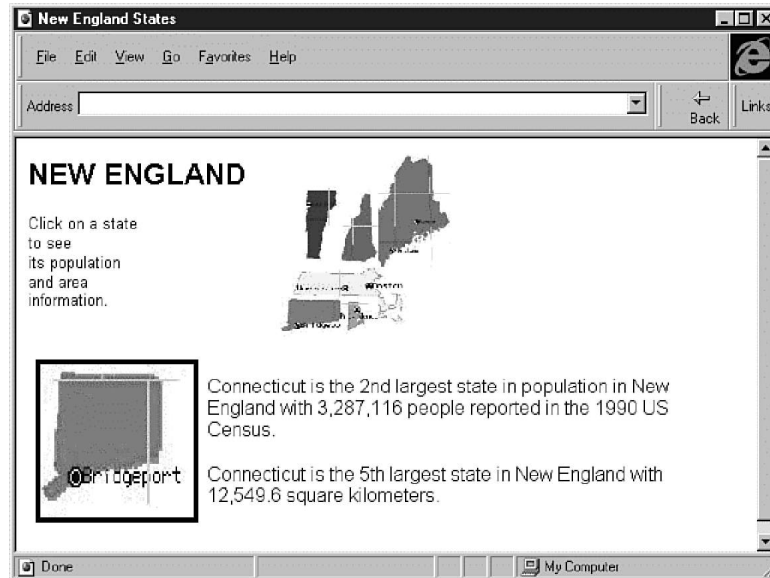 New England States
File Edit View Go Favorites Help
Address
Back
Links
NEW ENGLAND
Click on a state
to see
its population
and area
information.
Bridgeport
Connecticut is the 2nd largest state in population in New
England with 3,287,116 people reported in the 1990 US
Census.
Connecticut is the 5th largest state in New England with
12,549.6 square kilometers.
Done
My Computer